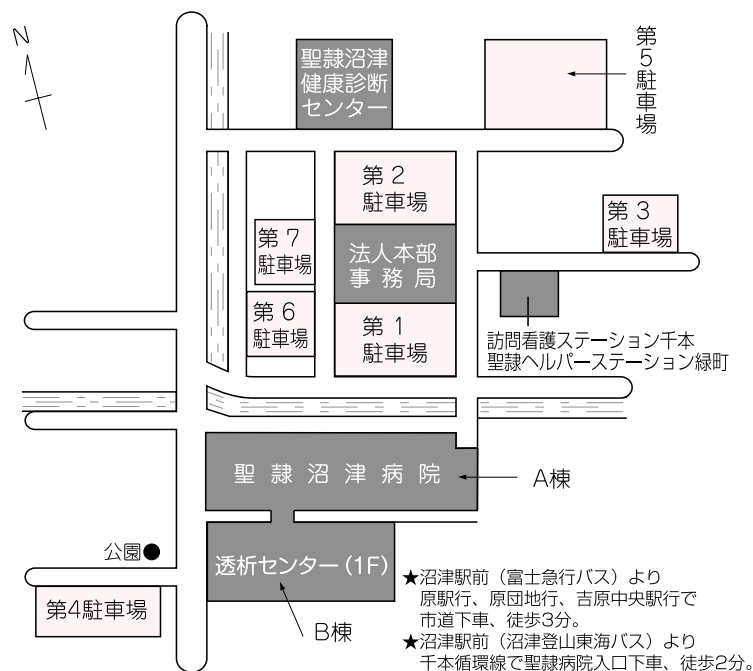 N
聖隷沼津
健康診断
センター
第5駐車場
第2
駐車場
第3
駐車場
第7
駐車場
法人本部
事務局
第6
駐車場
第1
駐車場
訪問看護ステーション千本
聖隷ヘルパーステーション緑町
聖隷沼津病院
A棟
公園●
透析センター(1F)
第4駐車場
B棟
★沼津駅前(富士急行バス)より
原駅行、原団地行、吉原中央駅行で
市道下車、徒歩3分。
★沼津駅前(沼津登山東海バス)より
千本循環線で聖隷病院入口下車、徒歩2分。